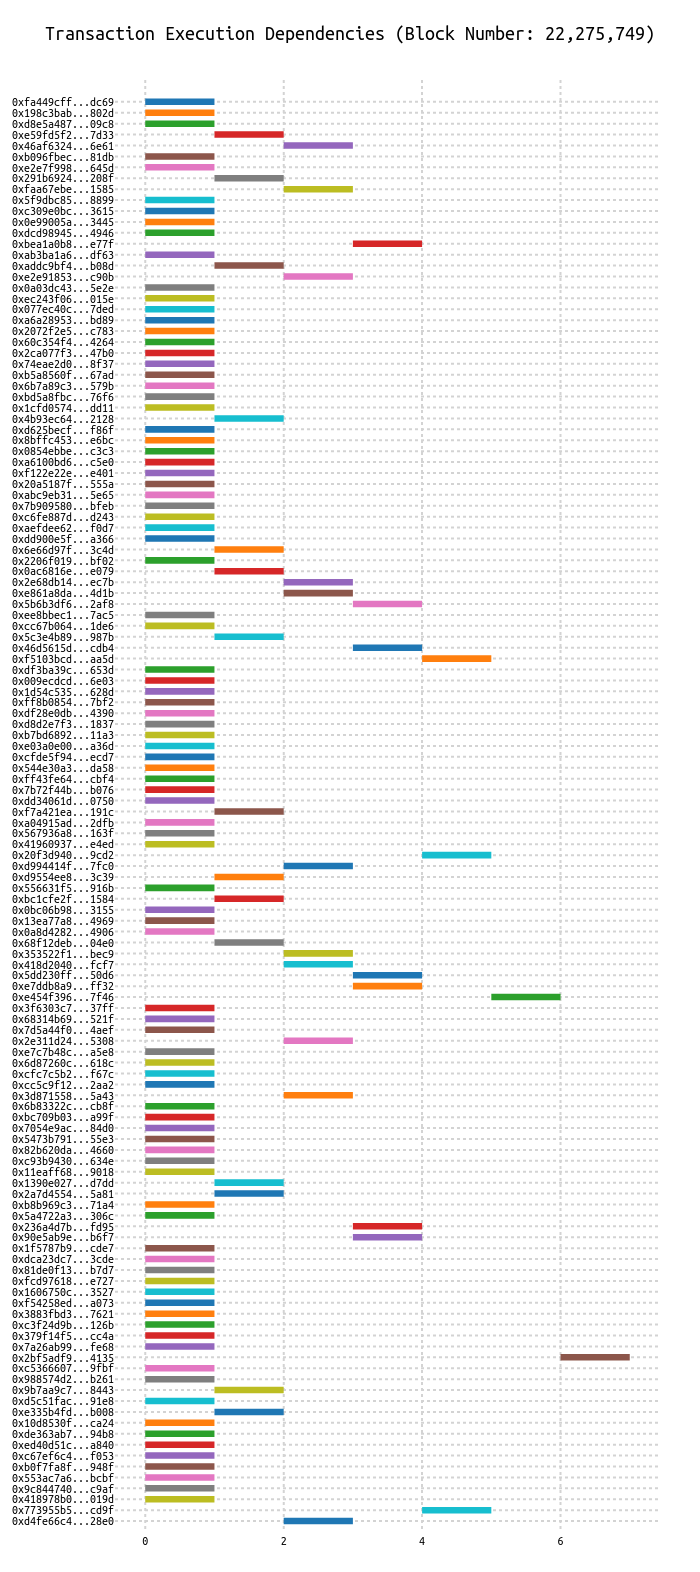 Transaction Execution Dependencies (Block Number: 22,275,749)
0xfa449cff...dc69
0x198c3bab...802d
0xd8e5a487...09c8
0xe59fd5f2...7d33
0x46af6324...6e61
0xb096fbec...81db
0xe2e7f998...645d
0x291b6924...208f
0xfaa67ebe...1585
0x5f9dbc85...8899
0xc309e0bc...3615
0x0e99005a...3445
0xdcd98945...4946
0xbea1a0b8...e77f
0xab3ba1a6...df63
0xaddc9bf4...b08d
0xe2e91853...c90b
0x0a03dc43...5e2e
0xec243f06...015e
0x077ec40c...7ded
0xa6a28953...bd89
0x2072f2e5...c783
0x60c354f4...4264
0x2ca077f3...47b0
0x74eae2d0...8f37
0xb5a8560f...67ad
0x6b7a89c3...579b
0xbd5a8fbc...76f6
0x1cfd0574...dd11
0x4b93ec64...2128
0xd625becf...f86f
0x8bffc453...e6bc
0x0854ebbe...c3c3
0xa6100bd6...c5e0
0xf122e22e...e401
0x20a5187f...555a
0xabc9eb31...5e65
0x7b909580...bfeb
0xc6fe887d...d243
0xaefdee62...f0d7
0xdd900e5f...a366
0x6e66d97f...3c4d
0x2206f019...bf02
0x0ac6816e...e079
0x2e68db14...ec7b
0xe861a8da...4d1b
0x5b6b3df6...2af8
0xee8bbec1...7ac5
0xcc67b064...1de6
0x5c3e4b89...987b
0x46d5615d...cdb4
0xf5103bcd...aa5d
0xdf3ba39c...653d
0x009ecdcd...6e03
0x1d54c535...628d
0xff8b0854...7bf2
0xdf28e0db...4390
0xd8d2e7f3...1837
0xb7bd6892...11a3
0xe03a0e00...a36d
0xcfde5f94...ecd7
0x544e30a3...da58
0xff43fe64...cbf4
0x7b72f44b...b076
0xdd34061d...0750
0xf7a421ea...191c
0xa04915ad...2dfb
0x567936a8...163f
0x41960937...e4ed
0x20f3d940...9cd2
0xd994414f...7fc0
0xd9554ee8...3c39
0x556631f5...916b
0xbc1cfe2f...1584
0x0bc06b98...3155
0x13ea77a8...4969
0x0a8d4282...4906
0x68f12deb...04e0
0x353522f1...bec9
0x418d2040...fcf7
0x5dd230ff...50d6
0xe7ddb8a9...ff32
0xe454f396...7f46
0x3f6303c7...37ff
0x68314b69...521f
0x7d5a44f0...4aef
0x2e311d24...5308
0xe7c7b48c...a5e8
0x6d87260c...618c
0xcfc7c5b2...f67c
0xcc5c9f12...2aa2
0x3d871558...5a43
0x6b83322c...cb8f
0xbc709b03...a99f
0x7054e9ac...84d0
0x5473b791...55e3
0x82b620da...4660
0xc93b9430...634e
0x11eaff68...9018
0x1390e027...d7dd
0x2a7d4554...5a81
0xb8b969c3...71a4
0x5a4722a3...306c
0x236a4d7b...fd95
0x90e5ab9e...b6f7
0x1f5787b9...cde7
0xdca23dc7...3cde
0x81de0f13...b7d7
0xfcd97618...e727
0x1606750c...3527
0xf54258ed...a073
0x3883fbd3...7621
0xc3f24d9b...126b
0x379f14f5...cc4a
0x7a26ab99...fe68
0x2bf5adf9...4135
0xc5366607...9fbf
0x988574d2...b261
0x9b7aa9c7...8443
0xd5c51fac...91e8
0xe335b4fd...b008
0x10d8530f...ca24
0xde363ab7...94b8
0xed40d51c...a840
0xc67ef6c4...f053
0xb0f7fa8f...948f
0x553ac7a6...bcbf
0x9c844740...c9af
0x418978b0...019d
0x773955b5...cd9f
0xd4fe66c4...28e0
0 2 4 6